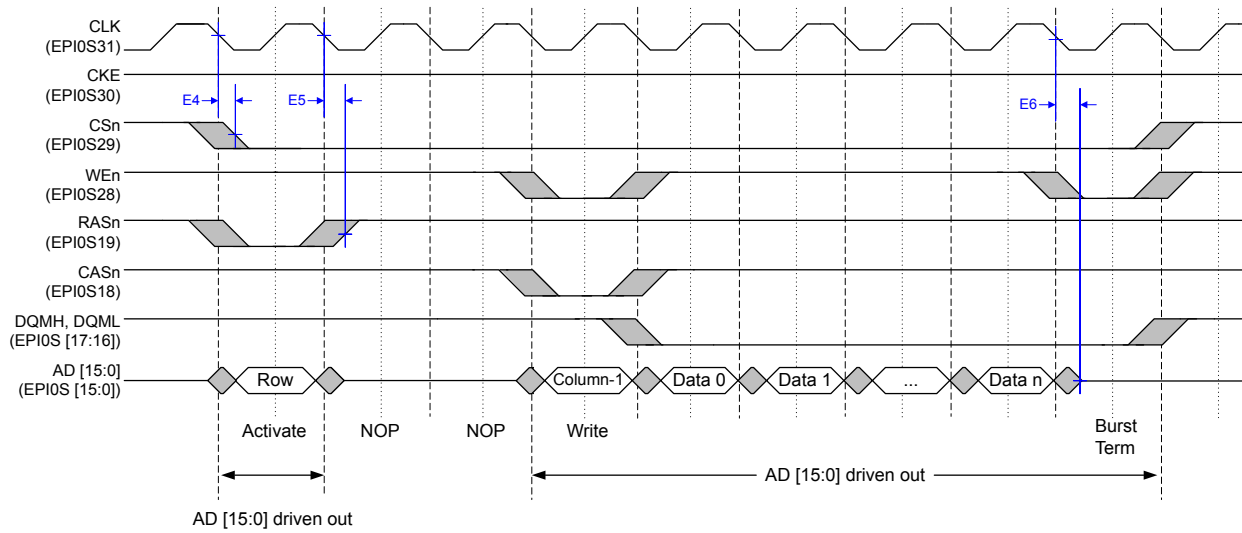 CLK
(EPI0S31)
CKE
(EPI0S30)
E4
E5
E6
CSn
(EPI0S29)
WEn
(EPI0S28)
RASn
(EPI0S19)
CASn
(EPI0S18)
DQMH, DQML
(EPI0S [17:16])
AD [15:0]
(EPI0S [15:0])
Row
Column-1
Data 0
Data 1
...
Data n
Activate
NOP
NOP
Write
Burst
Term
AD [15:0] driven out
AD [15:0] driven out